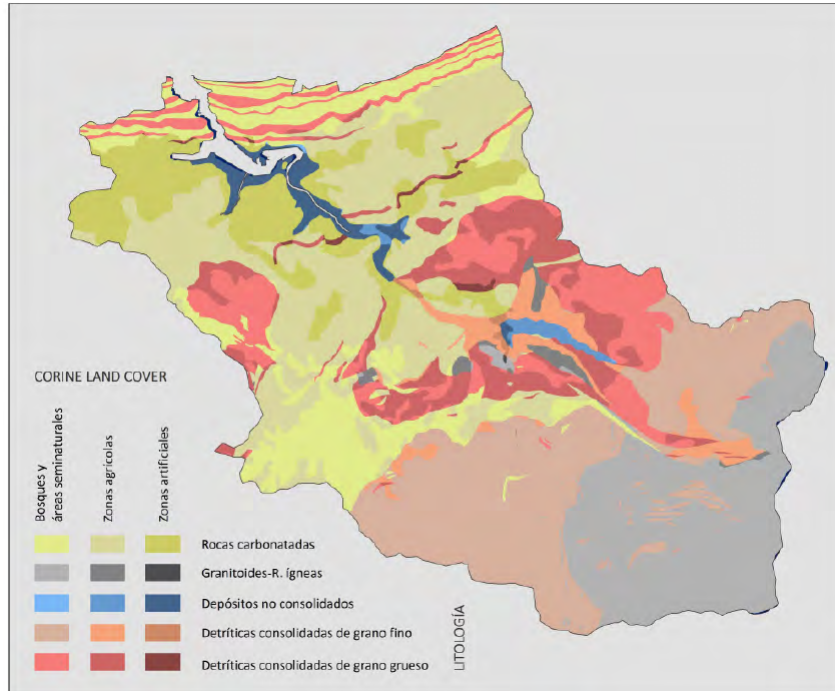 CORINE LAND COVER
Bosques y
áreas seminaturales
Zonas agrícolas
Zonas artificiales
Rocas carbonatadas
Granitoides-R. ígneas
Depósitos no consolidados
Detríticas consolidadas de grano fino
Detríticas consolidadas de grano grueso
LITOLOGÍA